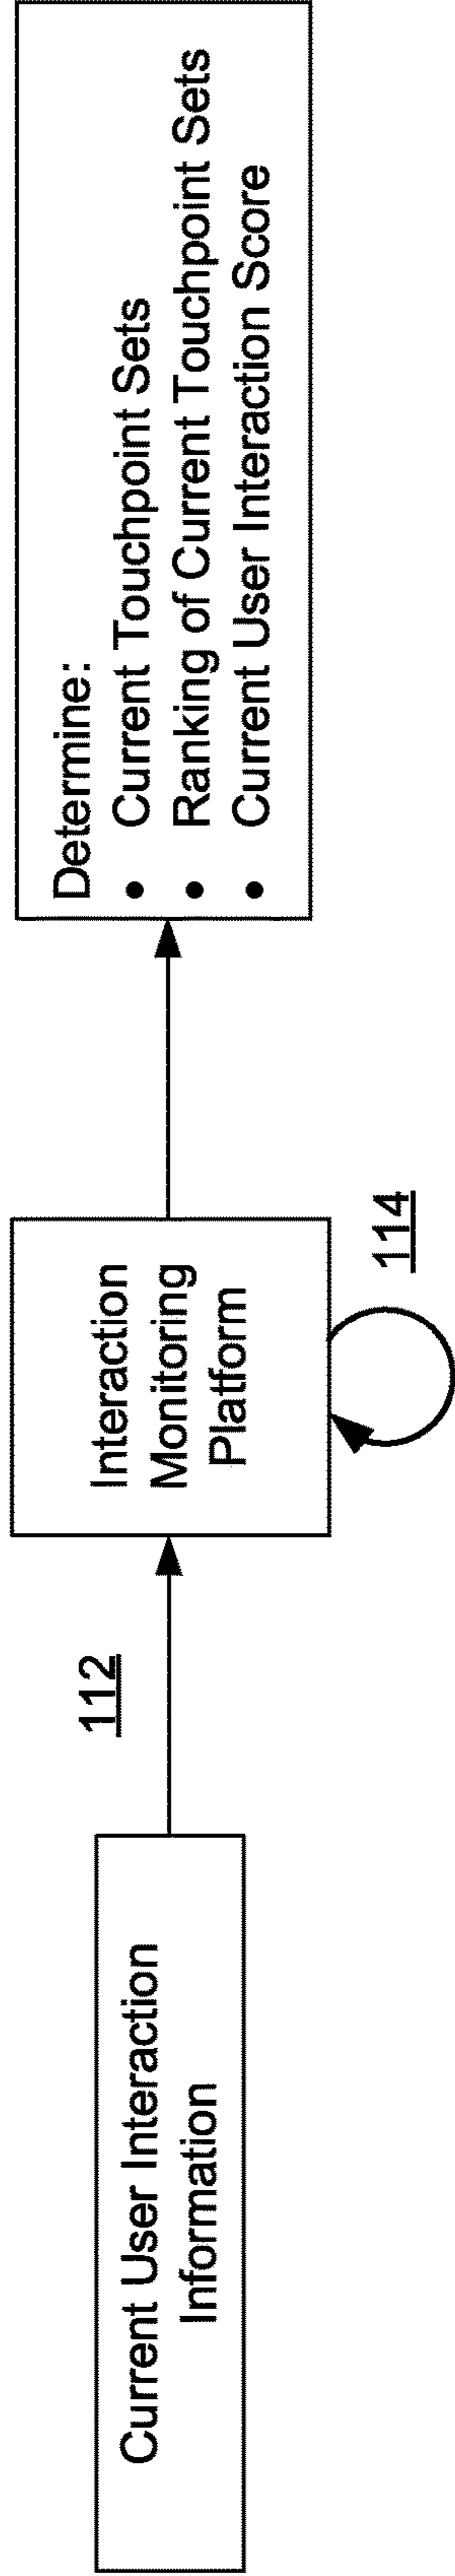 Current User Interaction
Information
112
Interaction
Monitoring
Platform
114
Determine:
• Current Touchpoint Sets
• Ranking of Current Touchpoint Sets
• Current User Interaction Score